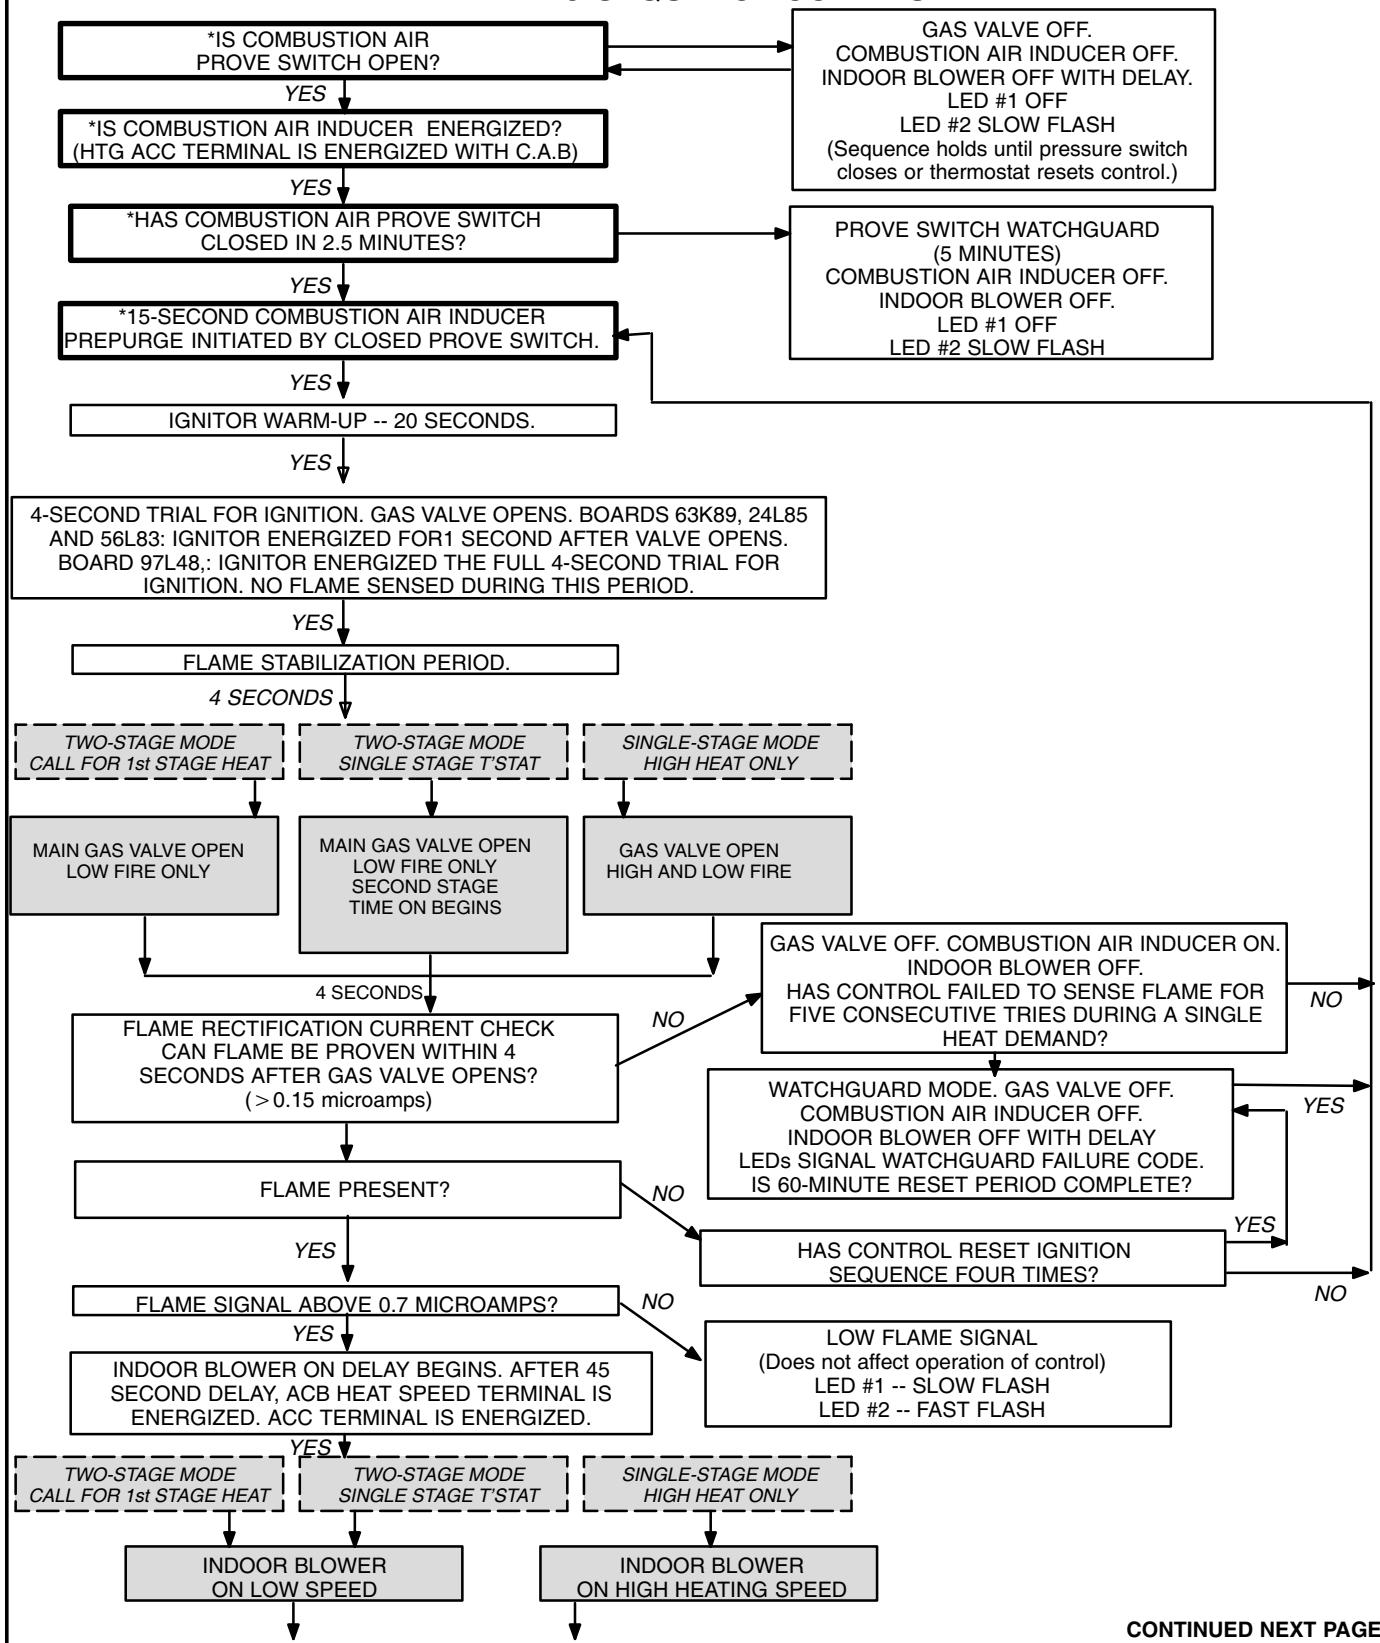 *IS COMBUSTION AIR
PROVE SWITCH OPEN?
GAS VALVE OFF.
COMBUSTION AIR INDUCER OFF.
INDOOR BLOWER OFF WITH DELAY.
LED #1 OFF
LED #2 SLOW FLASH
(Sequence holds until pressure switch
closes or thermostat resets control.)
YES
*IS COMBUSTION AIR INDUCER ENERGIZED?
(HTG ACC TERMINAL IS ENERGIZED WITH C.A.B)
YES
*HAS COMBUSTION AIR PROVE SWITCH
CLOSED IN 2.5 MINUTES?
PROVE SWITCH WATCHGUARD
(5 MINUTES)
COMBUSTION AIR INDUCER OFF.
INDOOR BLOWER OFF.
LED #1 OFF
LED #2 SLOW FLASH
YES
*15-SECOND COMBUSTION AIR INDUCER
PREPURGE INITIATED BY CLOSED PROVE SWITCH.
YES
IGNITOR WARM-UP -- 20 SECONDS.
YES
4-SECOND TRIAL FOR IGNITION. GAS VALVE OPENS. BOARDS 63K89, 24L85
AND 56L83: IGNITOR ENERGIZED FOR1 SECOND AFTER VALVE OPENS.
BOARD 97L48,: IGNITOR ENERGIZED THE FULL 4-SECOND TRIAL FOR
IGNITION. NO FLAME SENSED DURING THIS PERIOD.
YES
FLAME STABILIZATION PERIOD.
4 SECONDS
TWO-STAGE MODE
CALL FOR 1st STAGE HEAT
TWO-STAGE MODE
SINGLE STAGE T'STAT
SINGLE-STAGE MODE
HIGH HEAT ONLY
MAIN GAS VALVE OPEN
LOW FIRE ONLY
MAIN GAS VALVE OPEN
LOW FIRE ONLY
SECOND STAGE
TIME ON BEGINS
GAS VALVE OPEN
HIGH AND LOW FIRE
4 SECONDS
FLAME RECTIFICATION CURRENT CHECK
CAN FLAME BE PROVEN WITHIN 4
SECONDS AFTER GAS VALVE OPENS?
(>0.15 microamps)
NO
GAS VALVE OFF. COMBUSTION AIR INDUCER ON.
INDOOR BLOWER OFF.
HAS CONTROL FAILED TO SENSE FLAME FOR
FIVE CONSECUTIVE TRIES DURING A SINGLE
HEAT DEMAND?
NO
WATCHGUARD MODE. GAS VALVE OFF.
COMBUSTION AIR INDUCER OFF.
INDOOR BLOWER OFF WITH DELAY
LEDs SIGNAL WATCHGUARD FAILURE CODE.
IS 60-MINUTE RESET PERIOD COMPLETE?
YES
FLAME PRESENT?
NO
HAS CONTROL RESET IGNITION
SEQUENCE FOUR TIMES?
YES
NO
YES
FLAME SIGNAL ABOVE 0.7 MICROAMPS?
NO
LOW FLAME SIGNAL
(Does not affect operation of control)
LED #1 -- SLOW FLASH
LED #2 -- FAST FLASH
YES
INDOOR BLOWER ON DELAY BEGINS. AFTER 45
SECOND DELAY, ACB HEAT SPEED TERMINAL IS
ENERGIZED. ACC TERMINAL IS ENERGIZED.
YES
TWO-STAGE MODE
CALL FOR 1st STAGE HEAT
TWO-STAGE MODE
SINGLE STAGE T'STAT
SINGLE-STAGE MODE
HIGH HEAT ONLY
INDOOR BLOWER
ON LOW SPEED
INDOOR BLOWER
ON HIGH HEATING SPEED
CONTINUED NEXT PAGE